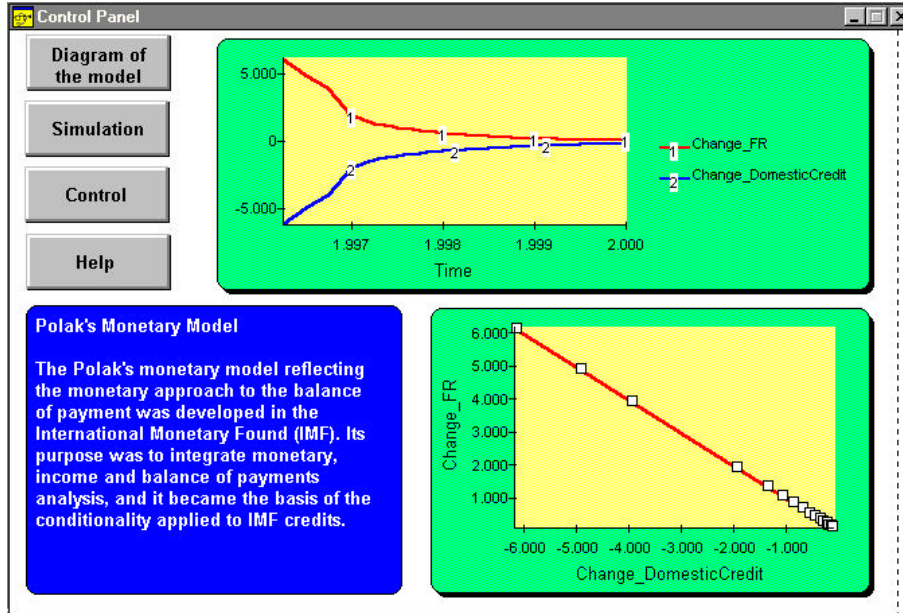 Control Panel
Diagram of
the model
Simulation
Control
Help
5.000
0
-5.000
1
1
1
1
2
2
2
1.997
1.998
1.999
2.000
Time
1 Change_FR
2 Change_DomesticCredit
Polak's Monetary Model
The Polak's monetary model reflecting
the monetary approach to the balance
of payment was developed in the
International Monetary Found (IMF). Its
purpose was to integrate monetary,
income and balance of payments
analysis, and it became the basis of the
conditionality applied to IMF credits.
6.000
5.000
4.000
3.000
2.000
1.000
Change_FR
-6.000
-5.000
-4.000
-3.000
-2.000
-1.000
Change_DomesticCredit